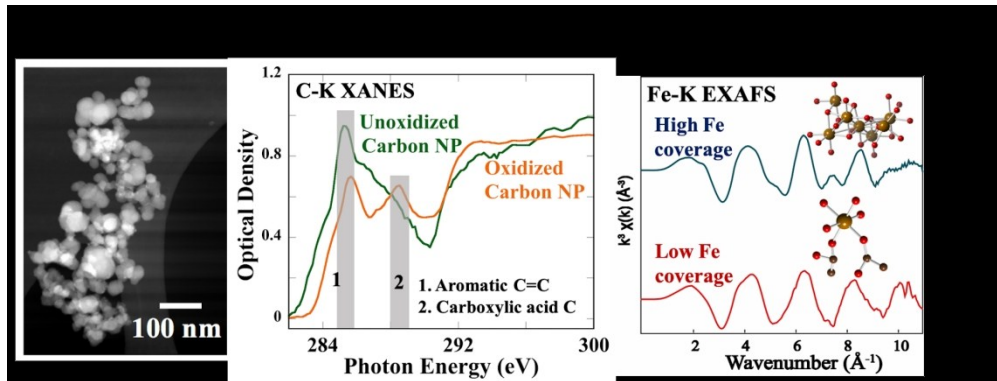 100 nm
C-K XANES
Unoxidized
Carbon NP
Oxidized
Carbon NP
1
2
1. Aromatic C=C
2. Carboxylic acid C
Optical Density
1.2
0.8
0.4
0
284
292
300
Photon Energy (eV)
Fe-K EXAFS
High Fe
coverage
Low Fe
coverage
k³ χ(k) (Å⁻³)
2
4
6
8
10
Wavenumber (Å⁻¹)